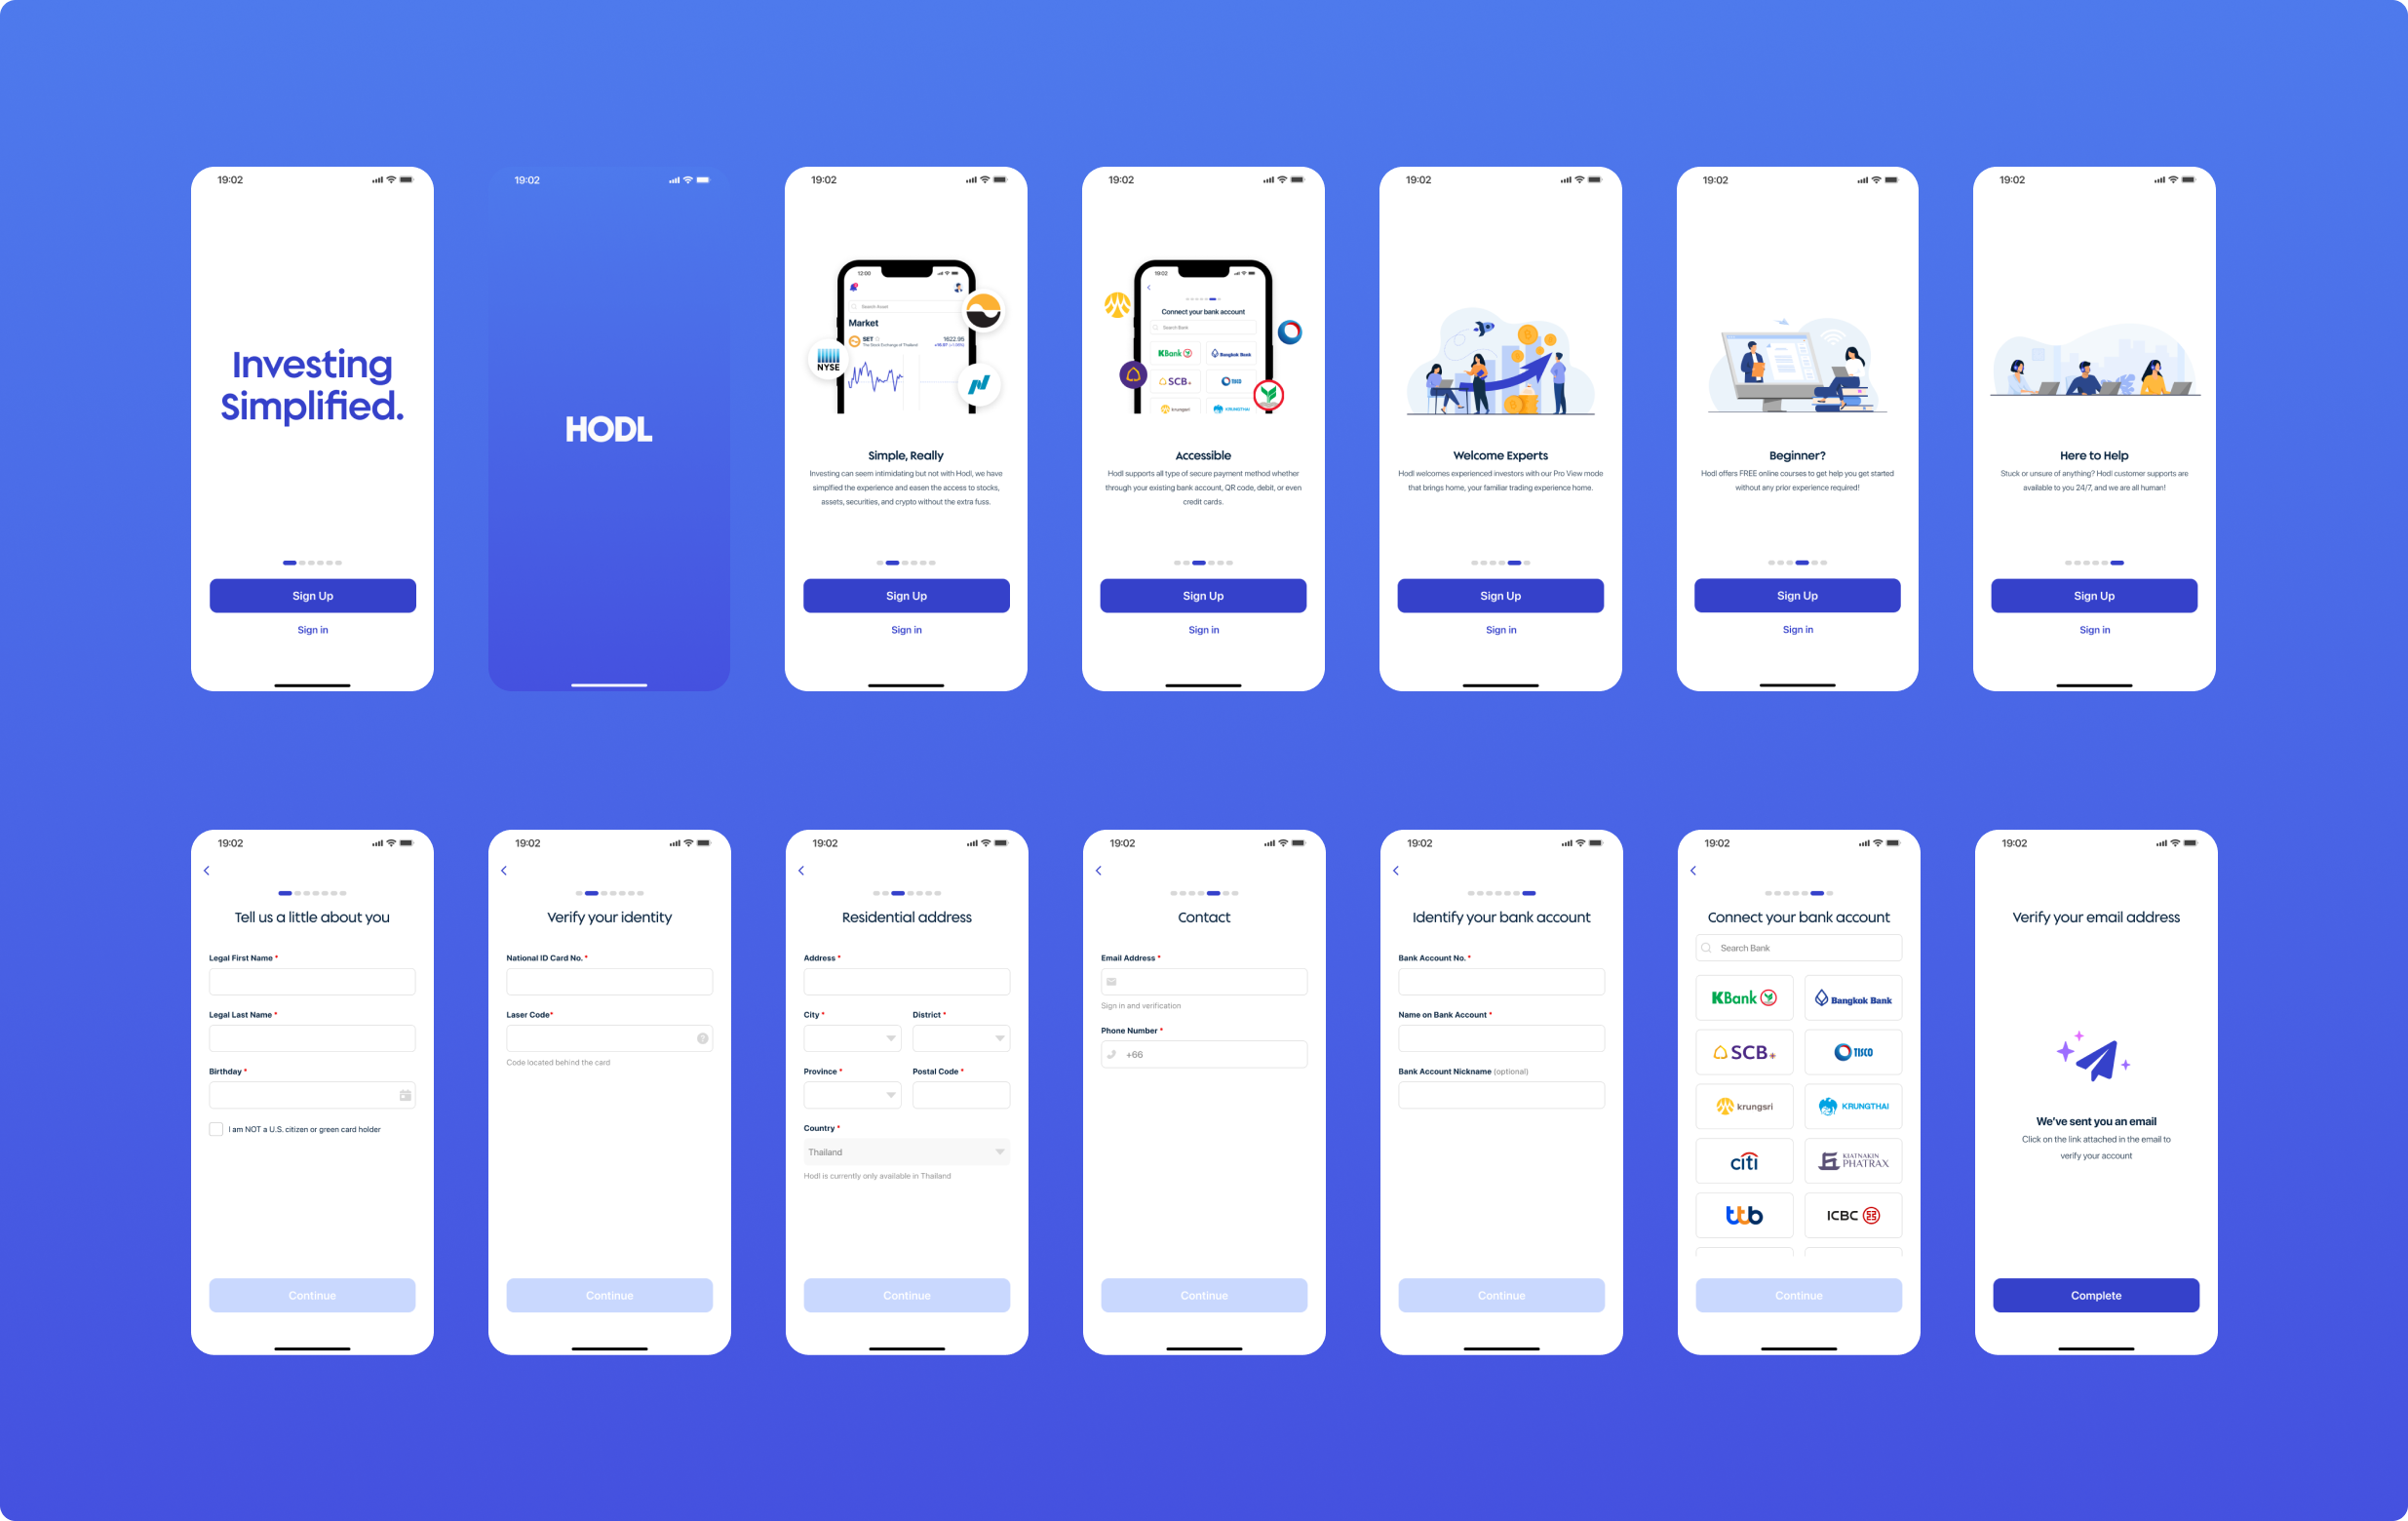 19:02
Investing
Simplified.
Sign Up
Sign in
19:02
HODL
19:02
12:00
Search Asset
Market
SET
The Stock Exchange of Thailand
1622.95
NYSE
Simple, Really
Investing can seem intimidating but not with Hodl, we have
simplfied the experience and easen the access to stocks,
assets, securities, and crypto without the extra fuss.
Sign Up
Sign in
19:02
19:02
Connect your bank account
Search Bank
KBank
Bangkok Bank
SCB+
TISCO
krungsri
KRUNGTHAI
Accessible
Hodl supports all type of secure payment method whether
through your existing bank account, QR code, debit, or even
credit cards.
Sign Up
Sign in
19:02
Welcome Experts
Hodl welcomes experienced investors with our Pro View mode
that brings home, your familiar trading experience home.
Sign Up
Sign in
19:02
Beginner?
Hodl offers FREE online courses to get help you get started
without any prior experience required!
Sign Up
Sign in
19:02
Here to Help
Stuck or unsure of anything? Hodl customer supports are
available to you 24/7, and we are all human!
Sign Up
Sign in
19:02
Tell us a little about you
Legal First Name *
Legal Last Name *
Birthday *
I am NOT a U.S. citizen or green card holder
Continue
19:02
Verify your identity
National ID Card No. *
Laser Code*
?
Code located behind the card
Continue
19:02
Residential address
Address *
City *
District *
Province *
Postal Code *
Country *
Thailand
Hodl is currently only available in Thailand
Continue
19:02
Contact
Email Address *
Sign in and verification
Phone Number *
+66
Continue
19:02
Identify your bank account
Bank Account No. *
Name on Bank Account *
Bank Account Nickname (optional)
Continue
19:02
Connect your bank account
Search Bank
KBank
Bangkok Bank
SCB+
TISCO
krungsri
KRUNGTHAI
citi
KIATNAKIN
PHATRAX
ttb
ICBC
Continue
19:02
Verify your email address
We've sent you an email
Click on the link attached in the email to
verify your account
Complete